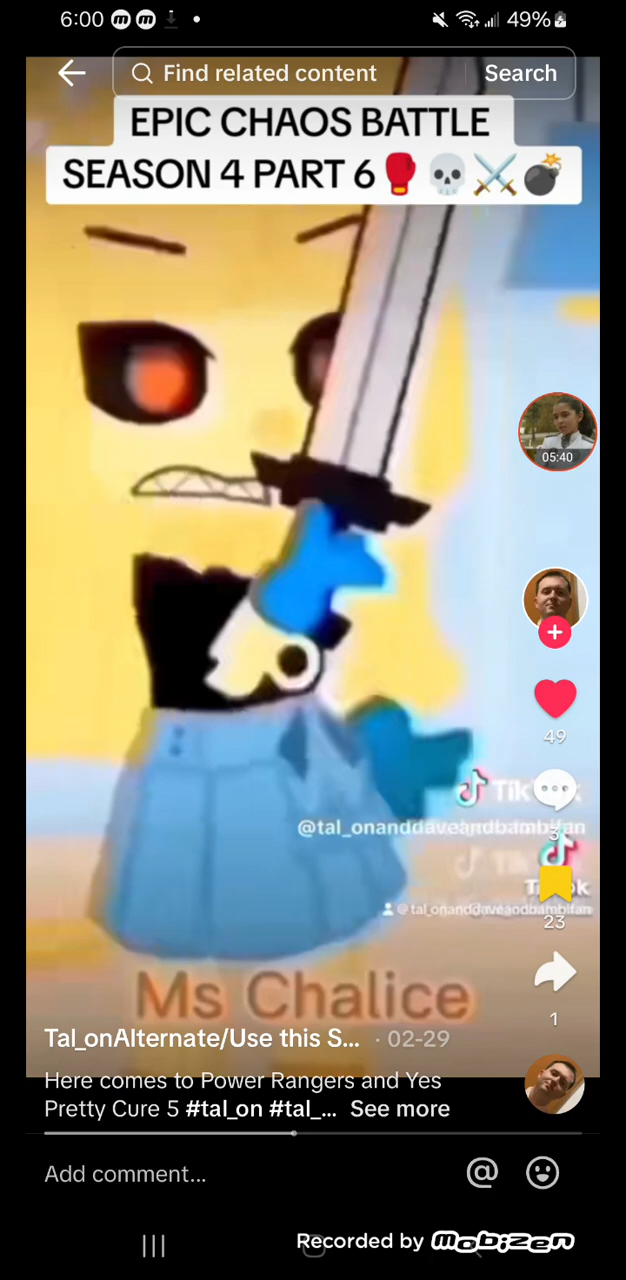 6:00
49%
Find related content
Search
EPIC CHAOS BATTLE
SEASON 4 PART 6🥊💀⚔️💣
05:40
49
TikTok
@tal_onanddaveandbambifan
3
TikTok
@tal_onanddaveandbambifan
23
Ms Chalice
1
Tal_onAlternate/Use this S... · 02-29
Here comes to Power Rangers and Yes
Pretty Cure 5 #tal_on #tal_... See more
Add comment...
@
Recorded by mobizen